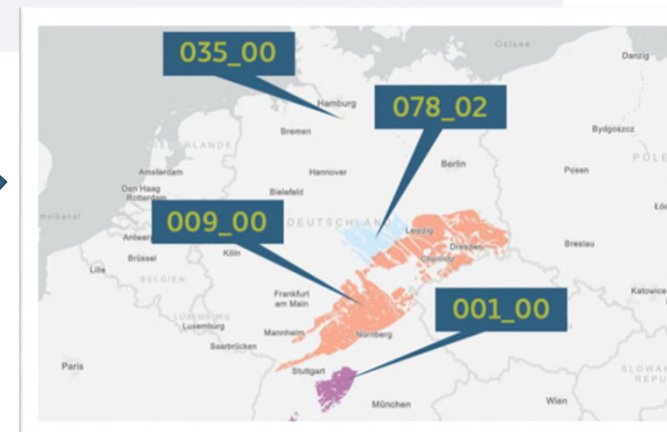 035_00
Ostsee
Danzig
Hamburg
078_02
Bremen
Bydgoszcz
Amsterdam
Hannover
Berlin
Posen
Den Haag
Rotterdam
Bielefeld
009_00
DEUTSCHLAND
Leipzig
Dresden
Breslau
Brüssel
Köln
Chemnitz
Lille
BELGIEN
Frankfurt
am Main
001_00
Katowice
LUXEMBURG
Luxemburg
Mannheim
Nürnberg
Saarbrücken
Paris
Stuttgart
München
Wien